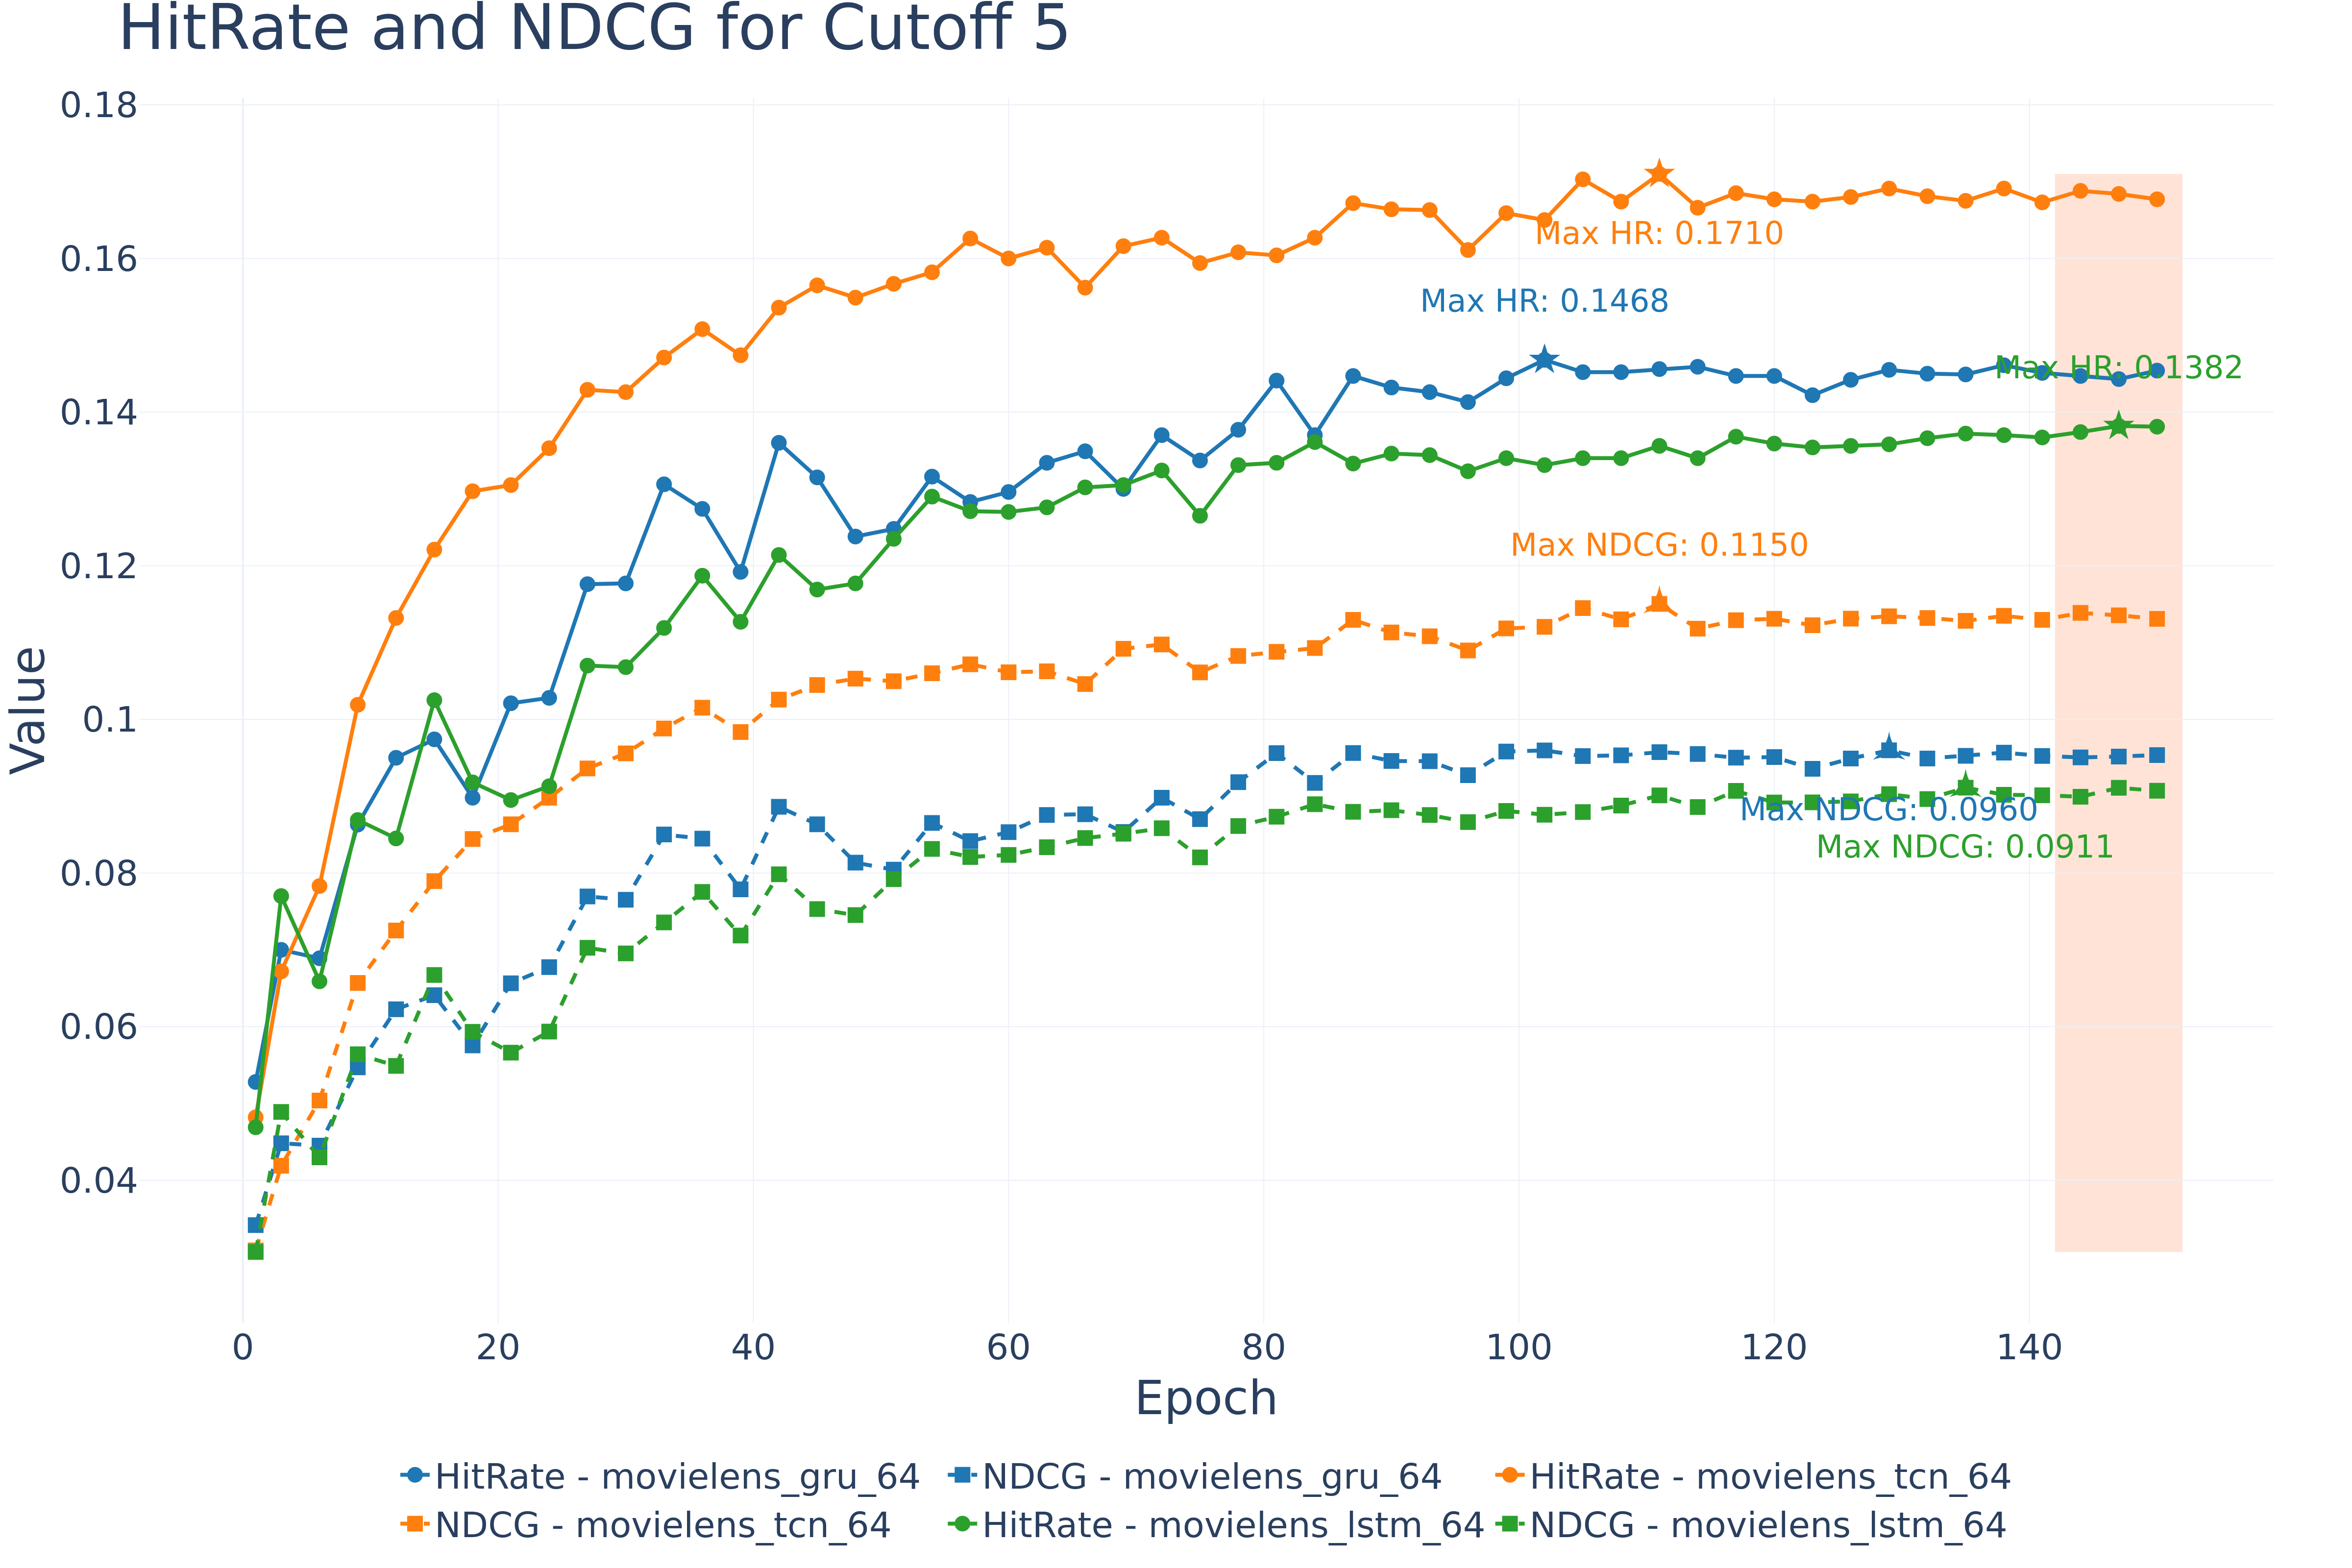 HitRate and NDCG for Cutoff 5
0.18
0.16
0.14
0.12
0.1
0.08
0.06
0.04
Value
Max HR: 0.1710
Max HR: 0.1468
Max HR: 0.1382
Max NDCG: 0.1150
Max NDCG: 0.0960
Max NDCG: 0.0911
0 20 40 60 80 100 120 140
Epoch
HitRate - movielens_gru_64 NDCG - movielens_gru_64 HitRate - movielens_tcn_64
NDCG - movielens_tcn_64 HitRate - movielens_lstm_64 NDCG - movielens_lstm_64